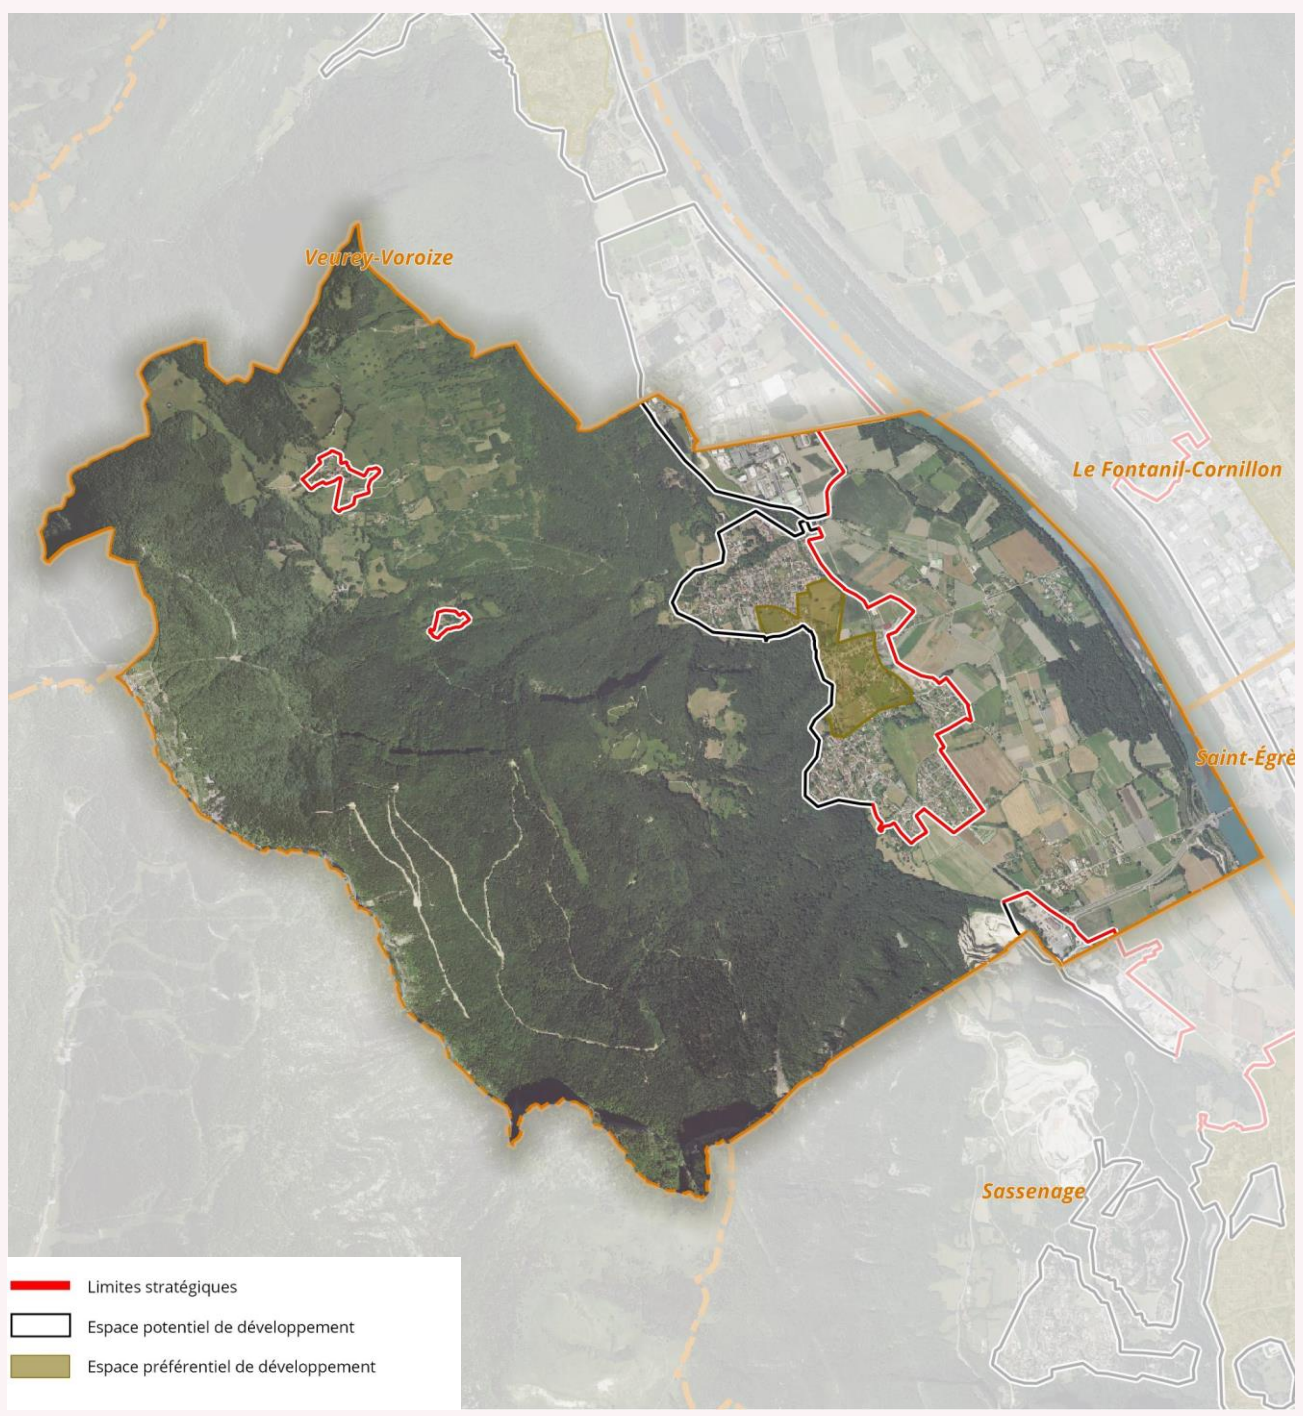 Veurey-Voroize
Le Fontanil-Cornillon
Saint-Égrè
Sassenage
Limites stratégiques
Espace potentiel de développement
Espace préférentiel de développement